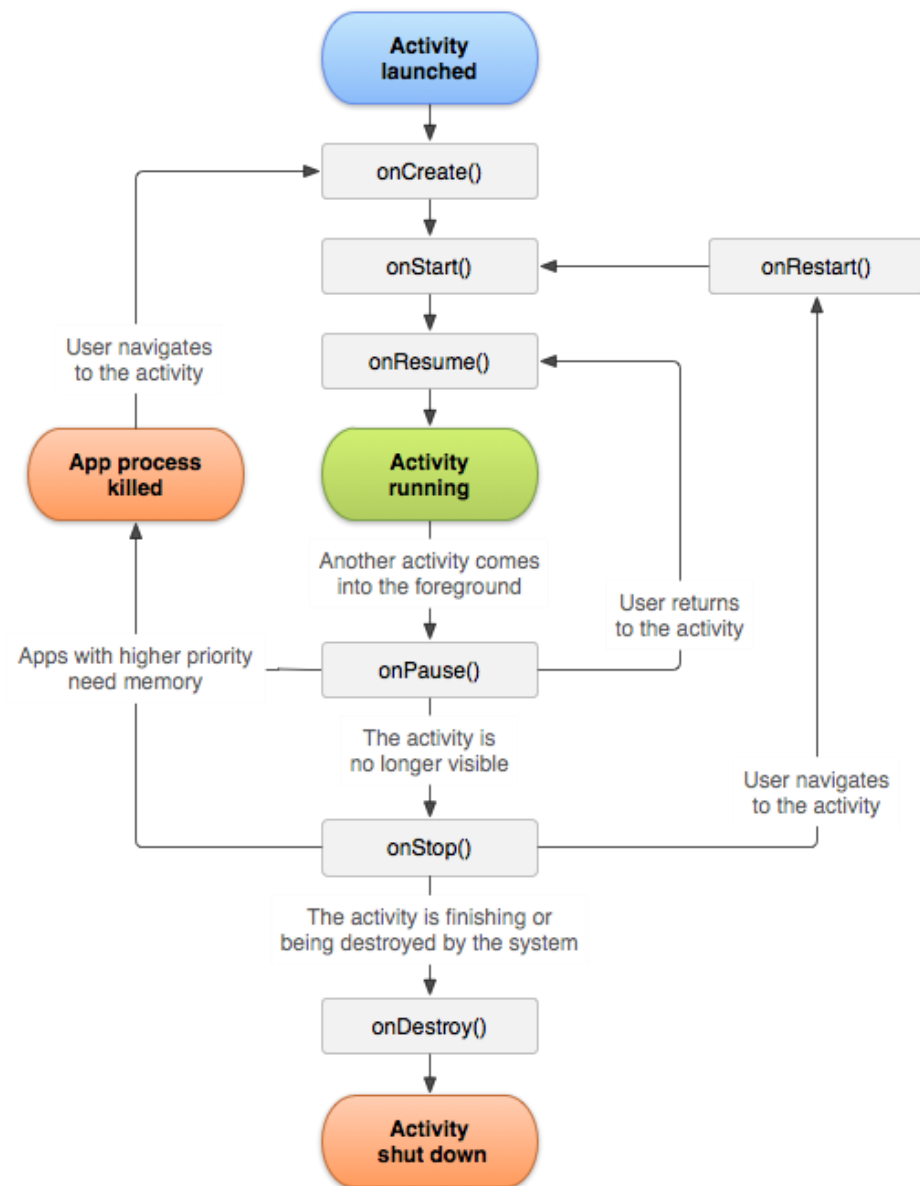 Activity
launched
onCreate()
onStart()
onRestart()
User navigates
to the activity
onResume()
App process
killed
Activity
running
Another activity comes
into the foreground
User returns
to the activity
Apps with higher priority
need memory
onPause()
The activity is
no longer visible
User navigates
to the activity
onStop()
The activity is finishing or
being destroyed by the system
onDestroy()
Activity
shut down